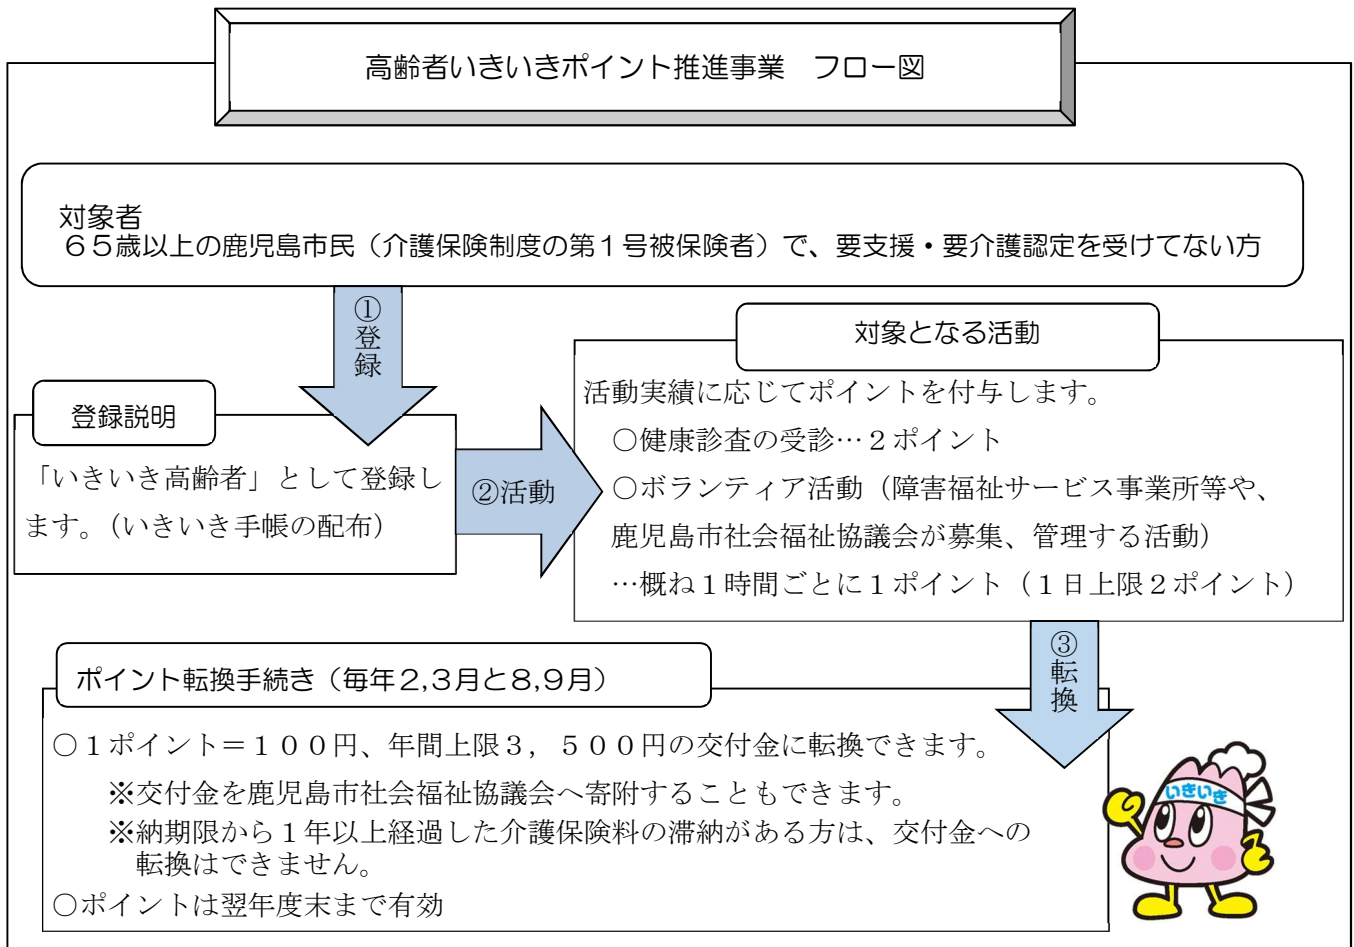 高齢者いきいきポイント推進事業　フロー図
対象者
６５歳以上の鹿児島市民（介護保険制度の第１号被保険者）で、要支援・要介護認定を受けてない方
①登録
対象となる活動
活動実績に応じてポイントを付与します。
○健康診査の受診…２ポイント
○ボランティア活動（障害福祉サービス事業所等や、
鹿児島市社会福祉協議会が募集、管理する活動）
…概ね１時間ごとに１ポイント（１日上限２ポイント）
登録説明
「いきいき高齢者」として登録し
ます。（いきいき手帳の配布）
②活動
③転換
ポイント転換手続き（毎年２,３月と８,９月）
○１ポイント＝１００円、年間上限３，５００円の交付金に転換できます。
※交付金を鹿児島市社会福祉協議会へ寄附することもできます。
※納期限から１年以上経過した介護保険料の滞納がある方は、交付金への
転換はできません。
○ポイントは翌年度末まで有効
いきいき